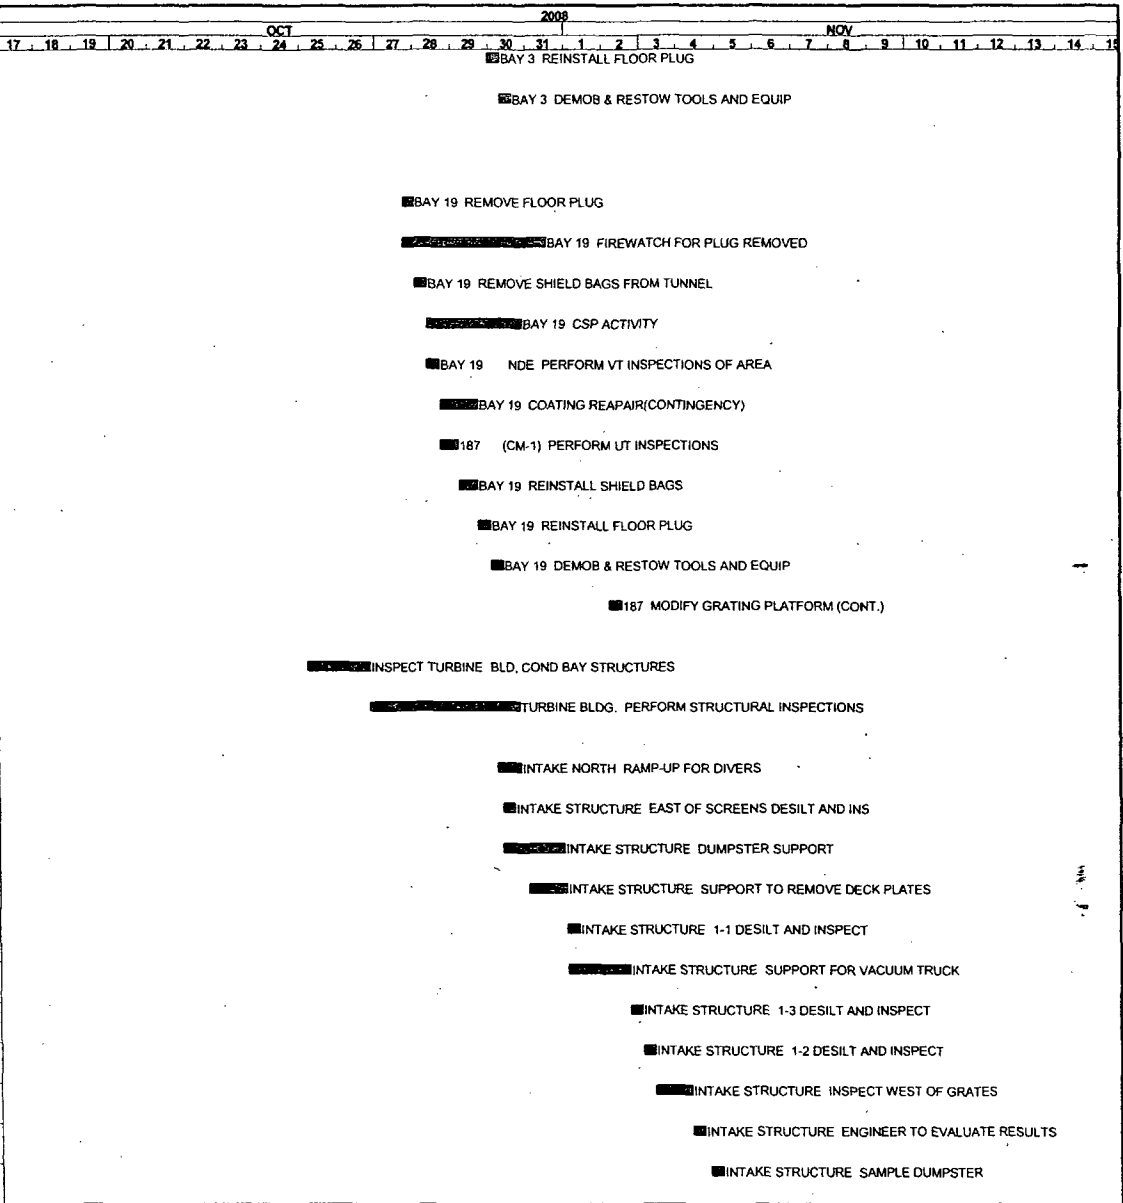 2008
OCT NOV
17 18 19 20 21 22 23 24 25 26 27 28 29 30 31 1 2 3 4 5 6 7 8 9 10 11 12 13 14 15
BAY 3 REINSTALL FLOOR PLUG
BAY 3 DEMOB & RESTOW TOOLS AND EQUIP
BAY 19 REMOVE FLOOR PLUG
BAY 19 FIREWATCH FOR PLUG REMOVED
BAY 19 REMOVE SHIELD BAGS FROM TUNNEL
BAY 19 CSP ACTIVITY
BAY 19 NDE PERFORM VT INSPECTIONS OF AREA
BAY 19 COATING REAPAIR(CONTINGENCY)
187 (CM-1) PERFORM UT INSPECTIONS
BAY 19 REINSTALL SHIELD BAGS
BAY 19 REINSTALL FLOOR PLUG
BAY 19 DEMOB & RESTOW TOOLS AND EQUIP
187 MODIFY GRATING PLATFORM (CONT.)
INSPECT TURBINE BLD, COND BAY STRUCTURES
TURBINE BLDG. PERFORM STRUCTURAL INSPECTIONS
INTAKE NORTH RAMP-UP FOR DIVERS
INTAKE STRUCTURE EAST OF SCREENS DESILT AND INS
INTAKE STRUCTURE DUMPSTER SUPPORT
INTAKE STRUCTURE SUPPORT TO REMOVE DECK PLATES
INTAKE STRUCTURE 1-1 DESILT AND INSPECT
INTAKE STRUCTURE SUPPORT FOR VACUUM TRUCK
INTAKE STRUCTURE 1-3 DESILT AND INSPECT
INTAKE STRUCTURE 1-2 DESILT AND INSPECT
INTAKE STRUCTURE INSPECT WEST OF GRATES
INTAKE STRUCTURE ENGINEER TO EVALUATE RESULTS
INTAKE STRUCTURE SAMPLE DUMPSTER